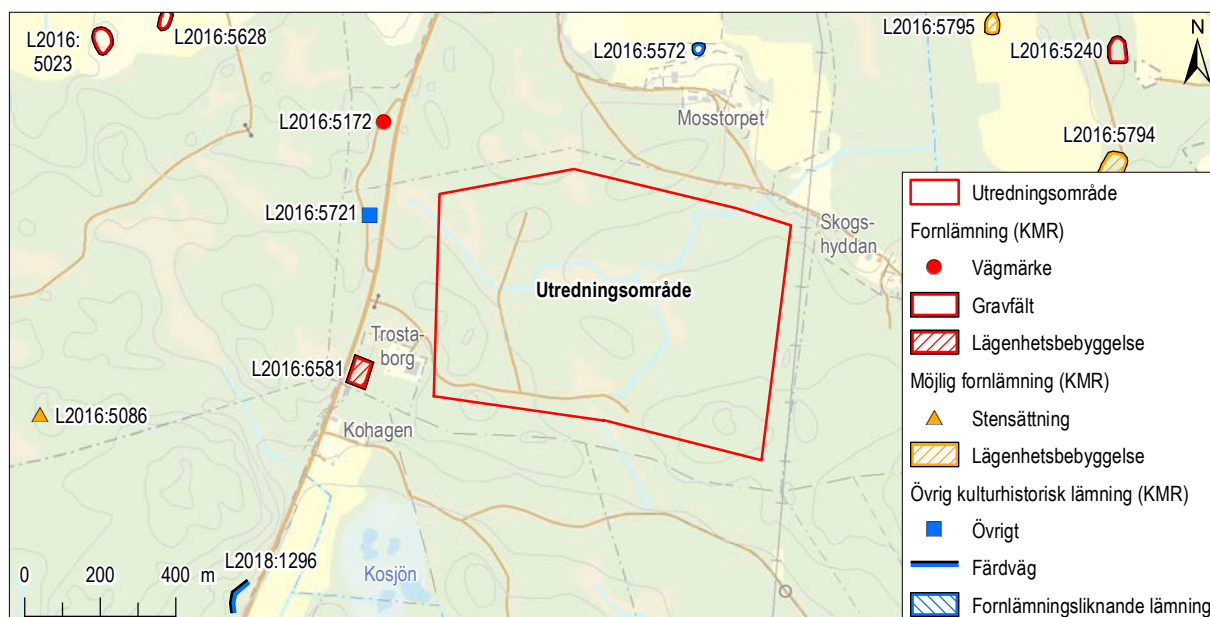 L2016:
5023
L2016:5628
L2016:5572
L2016:5795
L2016:5240
N
L2016:5172
Mosstorpet
L2016:5794
L2016:5721
Skogs-
hyddan
Utredningsområde
Trosta-
borg
L2016:6581
L2016:5086
Kohagen
L2018:1296
Kosjön
0 200 400 m
Utredningsområde
Fornlämning (KMR)
Vägmärke
Gravfält
Lägenhetsbebyggelse
Möjlig fornlämning (KMR)
Stensättning
Lägenhetsbebyggelse
Övrig kulturhistorisk lämning (KMR)
Övrigt
Färdväg
Fornlämningsliknande lämning